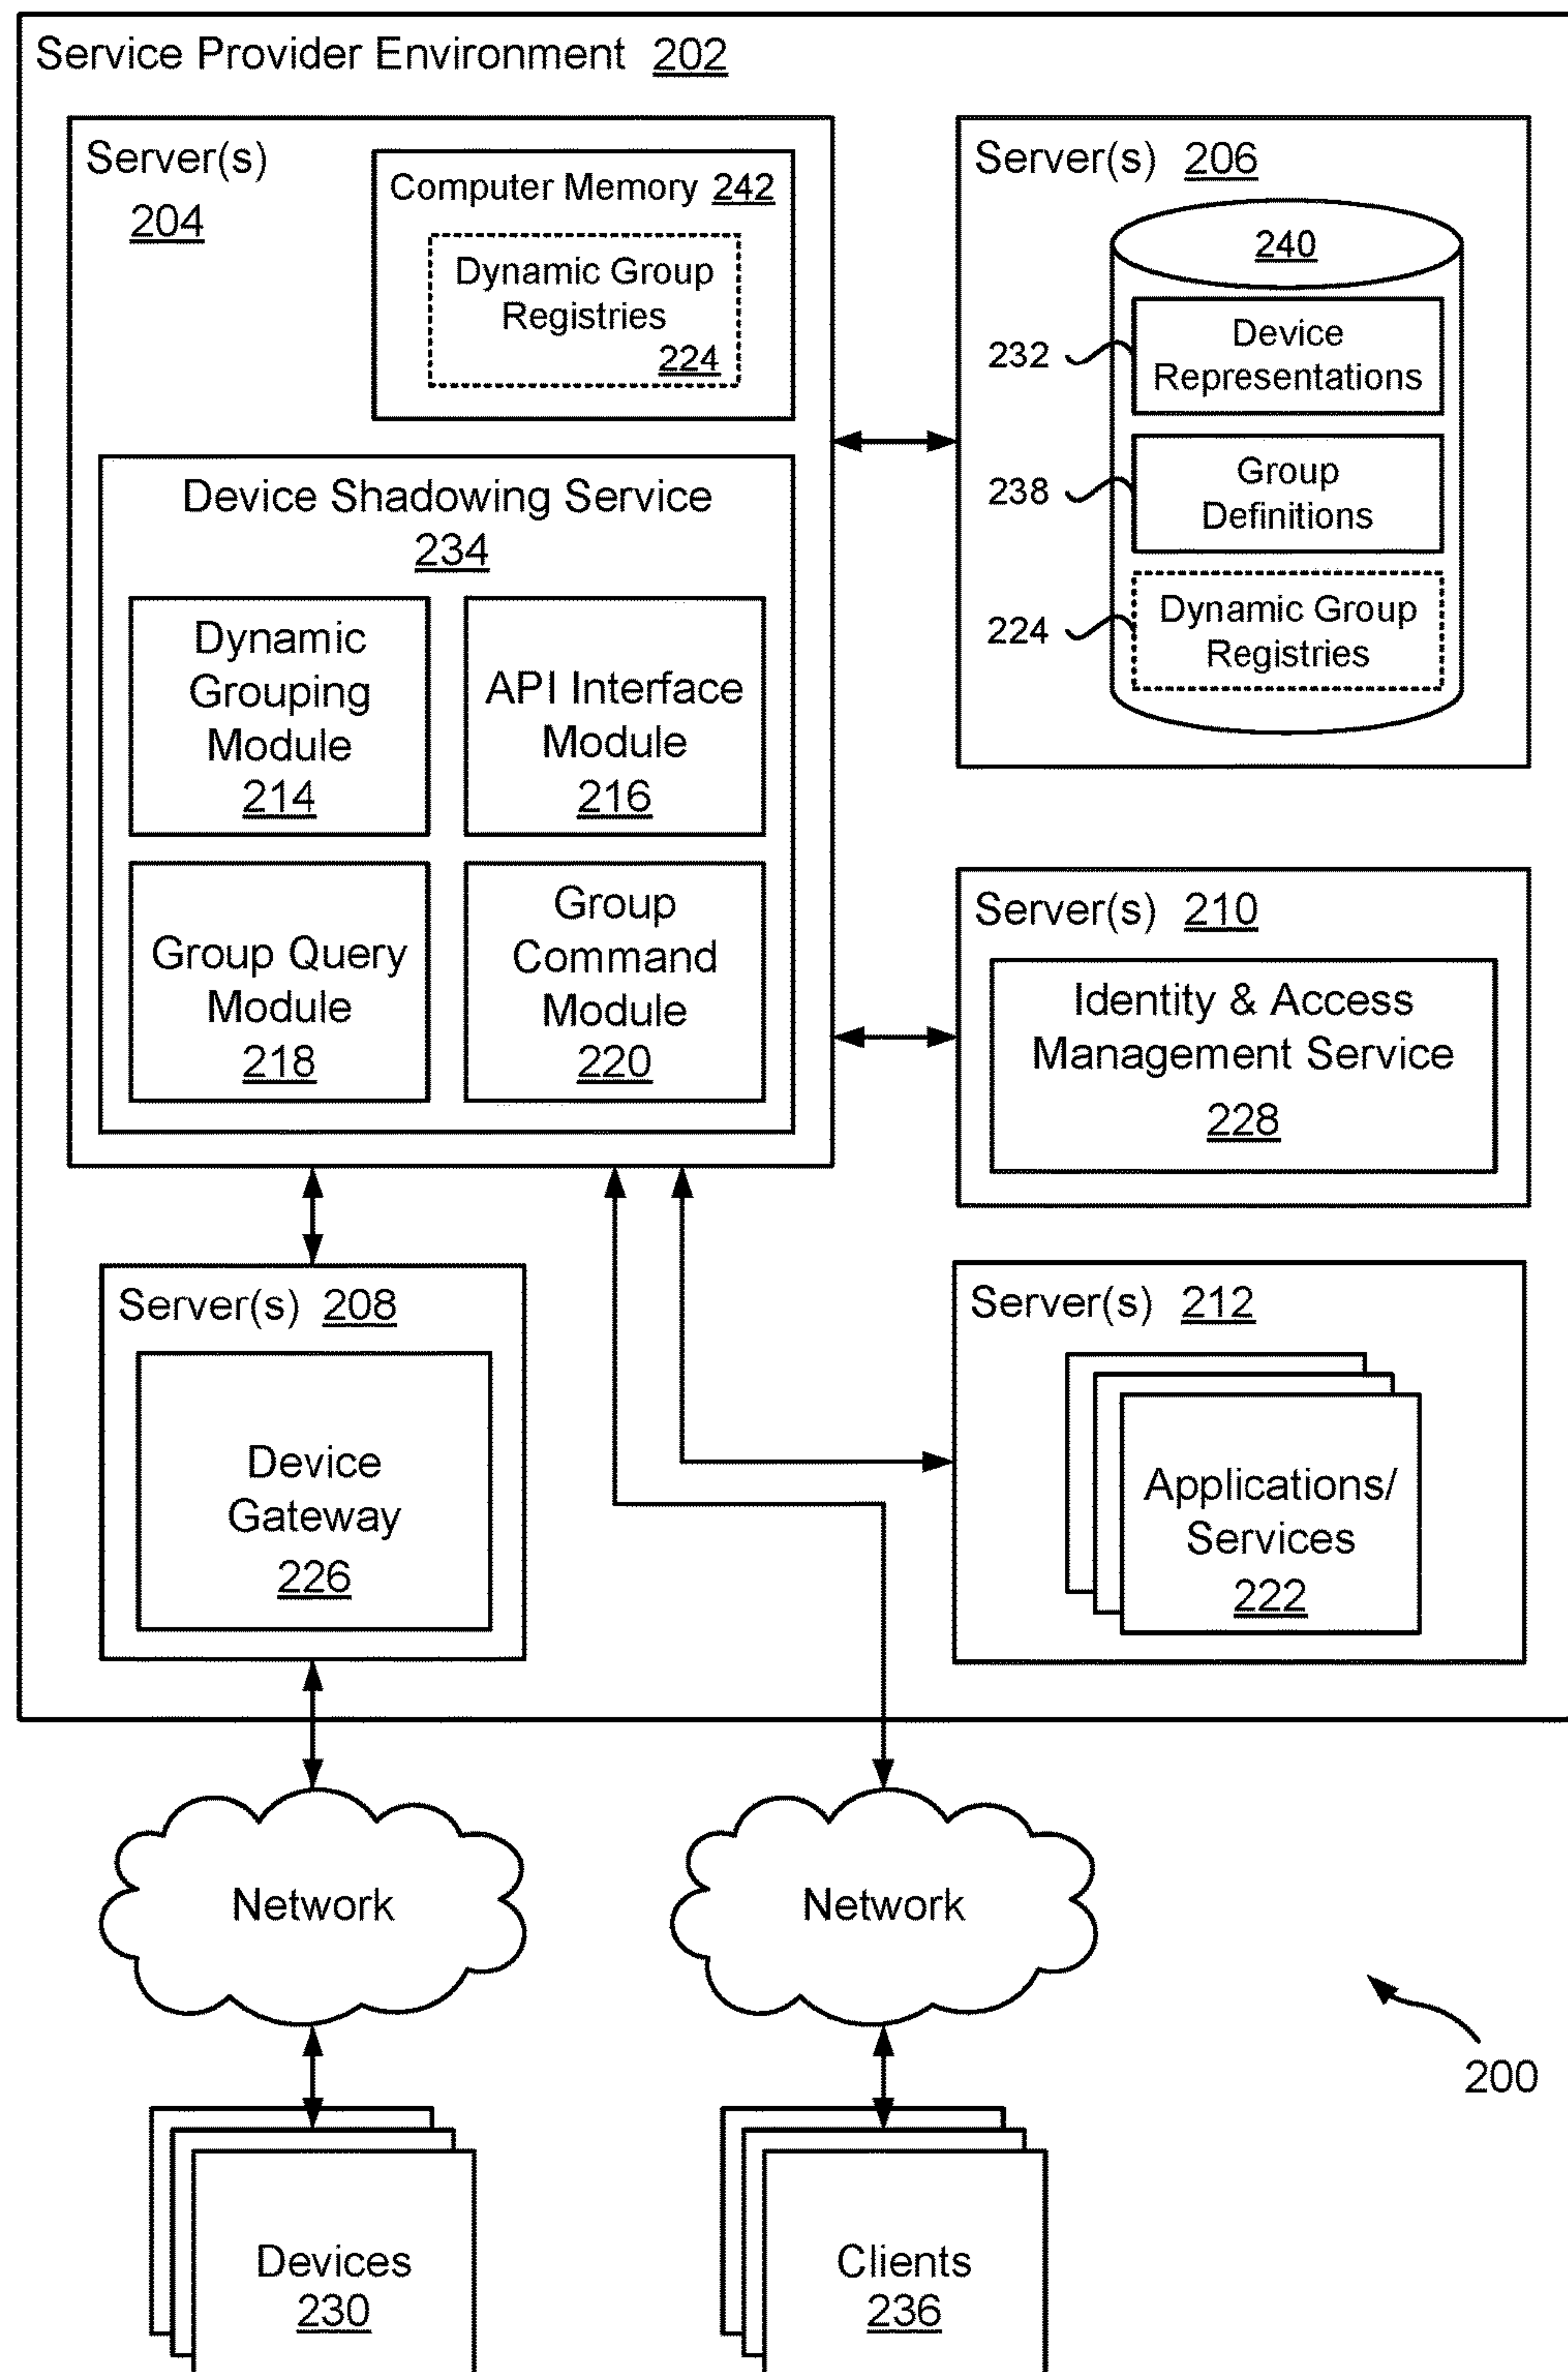 Service Provider Environment 202
Server(s)
204
Computer Memory 242
Dynamic Group
Registries
224
Device Shadowing Service
234
Dynamic
Grouping
Module
214
API Interface
Module
216
Group Query
Module
218
Group
Command
Module
220
Server(s) 206
240
232
Device
Representations
238
Group
Definitions
224
Dynamic Group
Registries
Server(s) 210
Identity & Access
Management Service
228
Server(s) 208
Device
Gateway
226
Server(s) 212
Applications/
Services
222
Network
Network
200
Devices
230
Clients
236